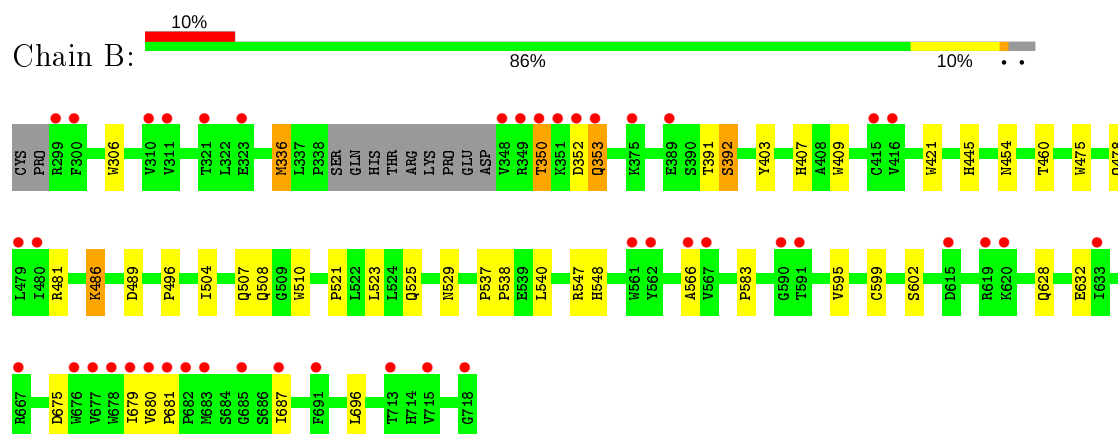 10%
Chain B:
86%
10%
• •
CYS PRO R299 F300 W306 V310 V311 T321 L322 E323 M336 L337 P338 SER GLN HIS THR ARG LYS PRO GLU ASP V348 R349 T350 K351 D352 Q353 K375 E389 S390 T391 S392 Y403 H407 A408 W409 C415 V416 W421 H445 N454 T460 W475 Q478
L479 I480 R481 K486 D489 P496 I504 Q507 Q508 G509 W510 P521 L522 L523 L524 Q525 N529 P537 P538 E539 L540 R547 H548 W561 Y562 A566 V567 P583 G590 T591 V595 C599 S602 D615 R619 K620 Q628 E632 I633
R667 D675 W676 V677 W678 I679 V680 P681 P682 M683 S684 G685 S686 I687 F691 L696 T713 H714 V715 G718